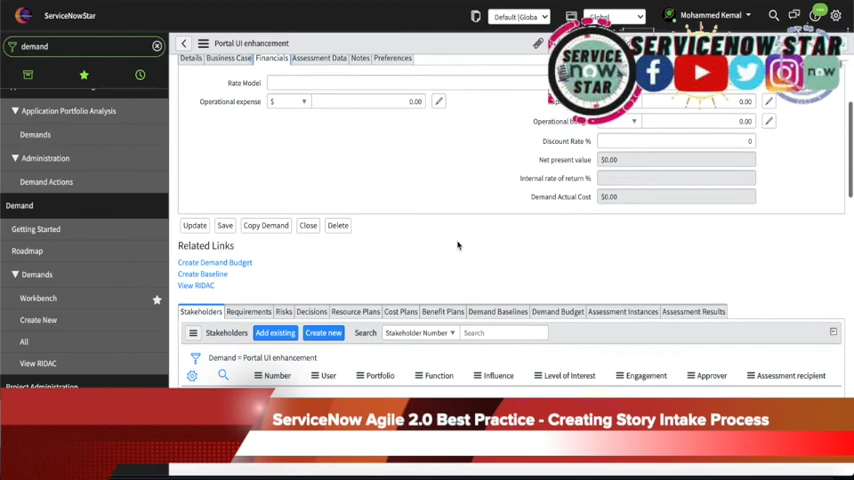 ServiceNowStar
Default [Globa
Global
Mohammed Kemal
demand
Portal UI enhancement
SERVICENOW STAR
SERVICE
now
STAR
now
Details Business Case Financials Assessment Data Notes Preferences
Rate Model
Operational expense $ 0.00
0.00
0.00
Discount Rate % 0
Net present value $0.00
Internal rate of return %
Demand Actual Cost $0.00
Application Portfolio Analysis
Demands
Administration
Demand Actions
Demand
Getting Started
Roadmap
Demands
Workbench
Create New
All
View RIDAC
Project Administration
Update Save Copy Demand Close Delete
Related Links
Create Demand Budget
Create Baseline
View RIDAC
Stakeholders Requirements Risks Decisions Resource Plans Cost Plans Benefit Plans Demand Baselines Demand Budget Assessment Instances Assessment Results
Stakeholders Add existing Create new Search Stakeholder Number Search
Demand = Portal UI enhancement
Number User Portfolio Function Influence Level of Interest Engagement Approver Assessment recipient
ServiceNow Agile 2.0 Best Practice - Creating Story Intake Process